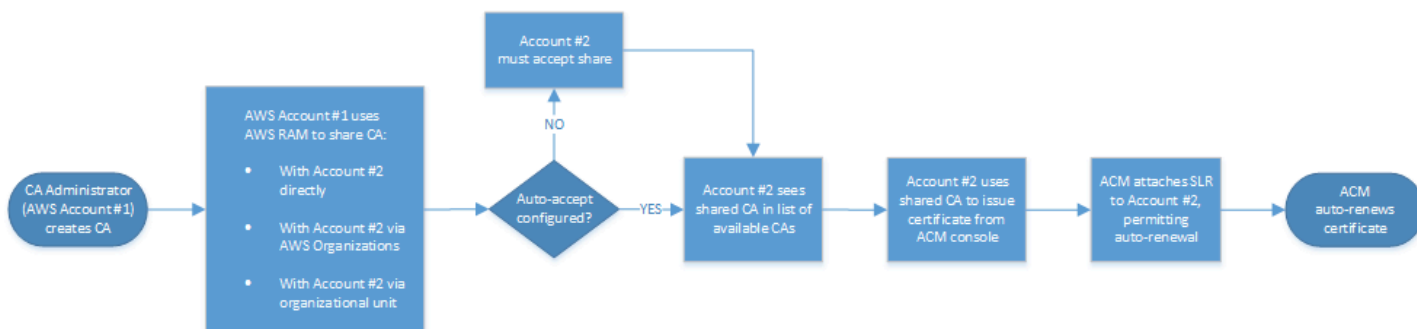 CA Administrator
(AWS Account #1)
creates CA
AWS Account #1 uses
AWS RAM to share CA:
• With Account #2
directly
• With Account #2 via
AWS Organizations
• With Account #2 via
organizational unit
Auto-accept
configured?
NO
Account #2
must accept share
YES
Account #2 sees
shared CA in list of
available CAs
Account #2 uses
shared CA to issue
certificate from
ACM console
ACM attaches SLR
to Account #2,
permitting
auto-renewal
ACM
auto-renews
certificate